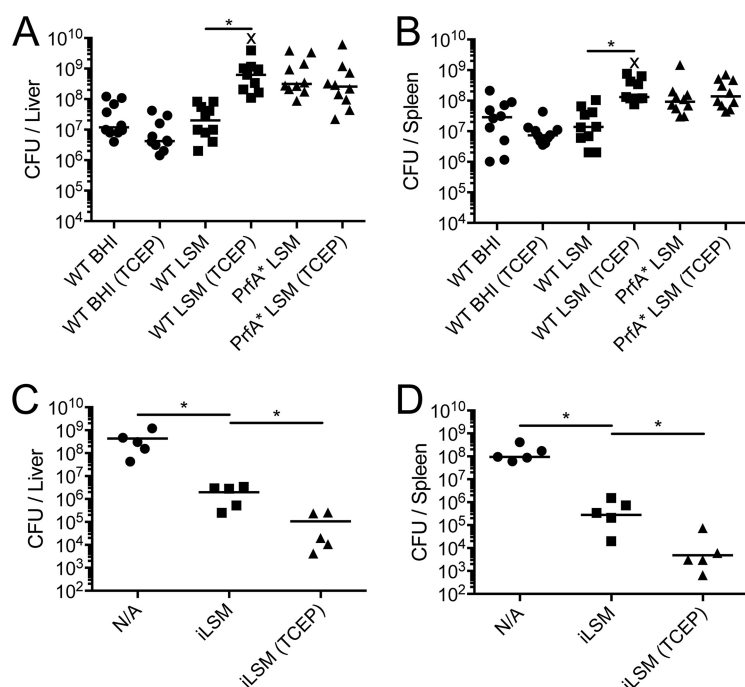 A
CFU / Liver
10^10
10^9
10^8
10^7
10^6
10^5
10^4
*
x
WT BHI
WT BHI (TCEP)
WT LSM
WT LSM (TCEP)
PrfA* LSM
PrfA* LSM (TCEP)
B
CFU / Spleen
10^10
10^9
10^8
10^7
10^6
10^5
10^4
*
x
WT BHI
WT BHI (TCEP)
WT LSM
WT LSM (TCEP)
PrfA* LSM
PrfA* LSM (TCEP)
C
CFU / Liver
10^10
10^9
10^8
10^7
10^6
10^5
10^4
10^3
10^2
*
*
N/A
iLSM
iLSM (TCEP)
D
CFU / Spleen
10^10
10^9
10^8
10^7
10^6
10^5
10^4
10^3
10^2
*
*
N/A
iLSM
iLSM (TCEP)